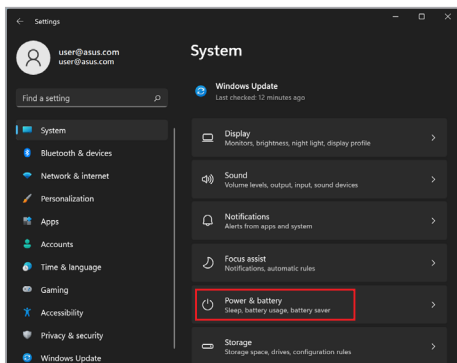 Settings
user@asus.com
user@asus.com
Find a setting
System
Bluetooth & devices
Network & internet
Personalization
Apps
Accounts
Time & language
Gaming
Accessibility
Privacy & security
Windows Update
System
Windows Update
Last checked: 12 minutes ago
Display
Monitors, brightness, night light, display profile
Sound
Volume levels, output, input, sound devices
Notifications
Alerts from apps and system
Focus assist
Notifications, automatic rules
Power & battery
Sleep, battery usage, battery saver
Storage
Storage space, drives, configuration rules